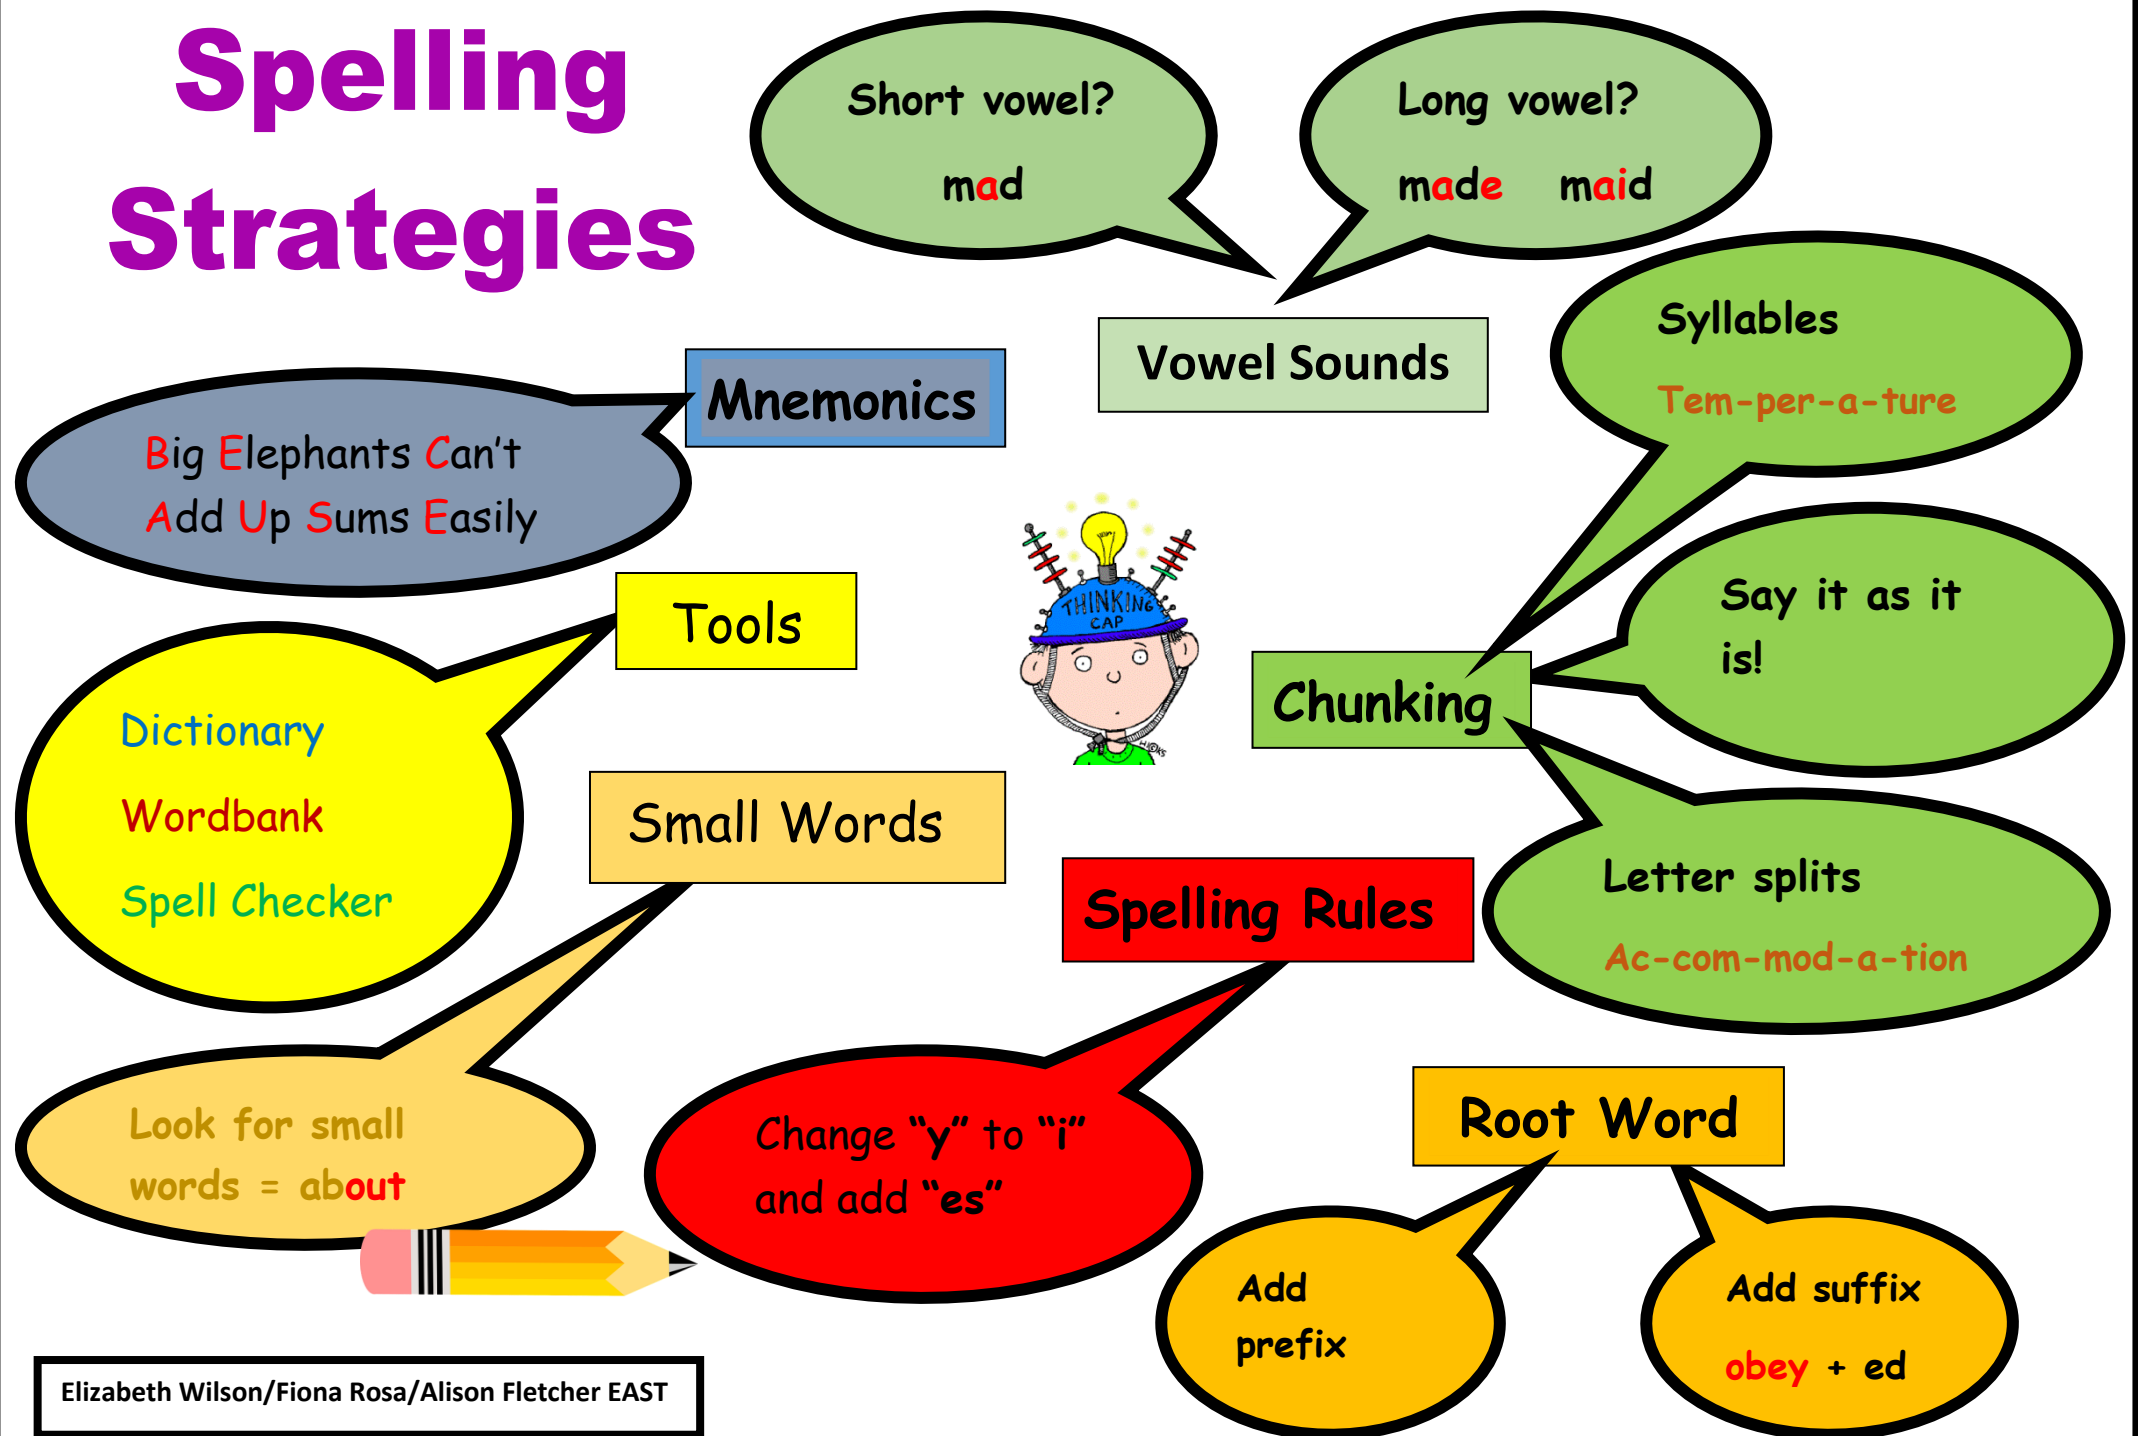 Spelling
Strategies
Short vowel?
mad
Long vowel?
made maid
Vowel Sounds
Syllables
Tem-per-a-ture
Mnemonics
Big Elephants Can't
Add Up Sums Easily
THINKING
CAP
Say it as it
is!
Tools
Dictionary
Wordbank
Spell Checker
Chunking
HICKS
Small Words
Letter splits
Ac-com-mod-a-tion
Spelling Rules
Look for small
words = about
Change “y” to “i”
and add “es”
Root Word
Add
prefix
Add suffix
obey + ed
Elizabeth Wilson/Fiona Rosa/Alison Fletcher EAST